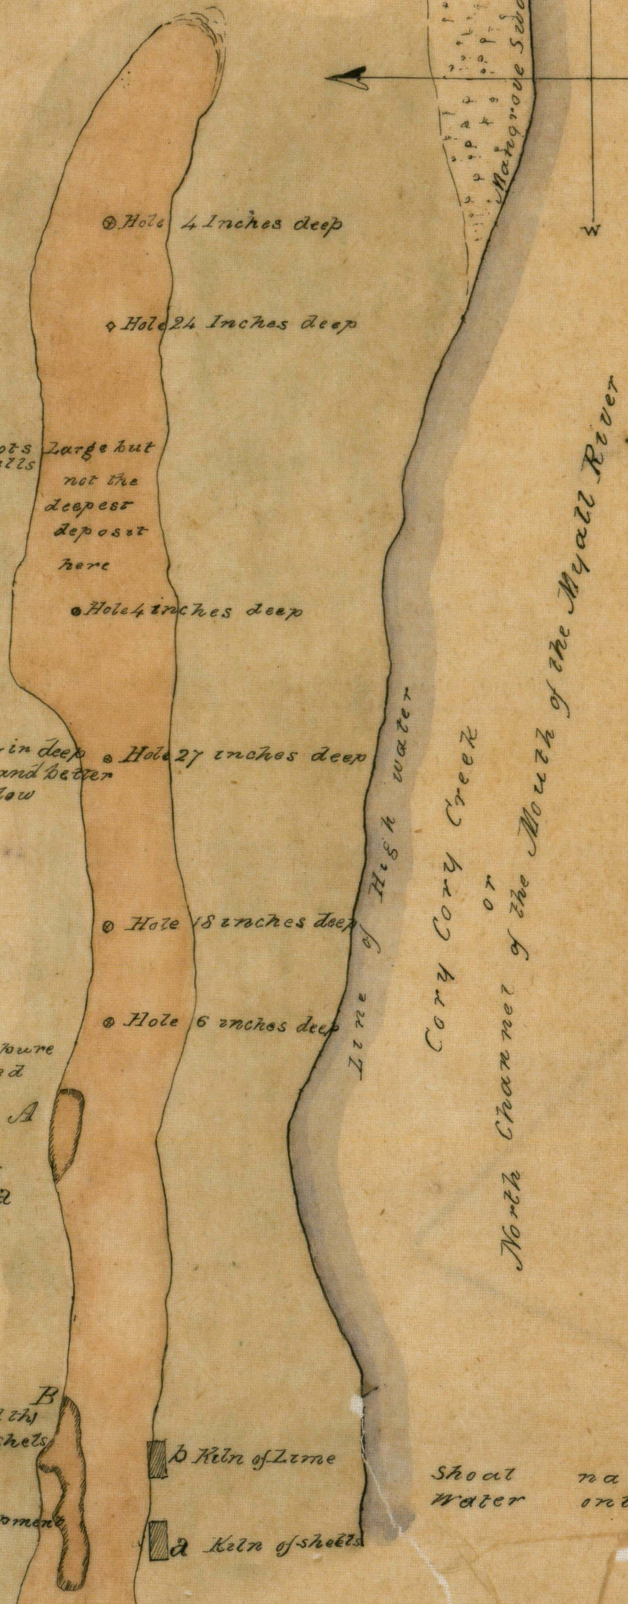 Mangrove
Hole 4 Inches deep
W
Hole 24 Inches deep
Large but
not the
deepest
deposit
here
Hole 4 inches deep
in deep
and better
Hole 27 inches deep
Line of High water
Cory Cory Creek
or
North Channel of the Mouth of the Myall River
Hole 18 inches deep
Hole 6 inches deep
A
B
b Kiln of Lime
a Kiln of shells
Shoal
Water